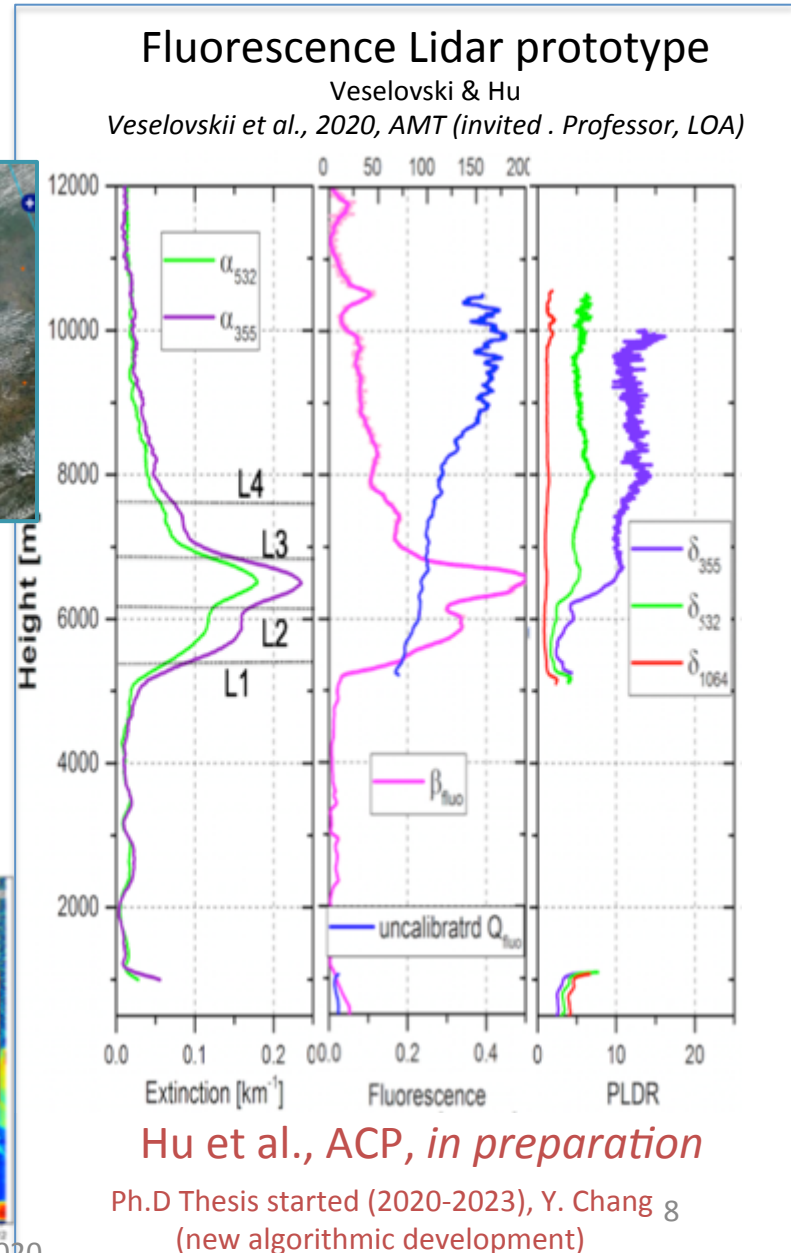 Fluorescence Lidar prototype
Veselovski & Hu
Veselovskii et al., 2020, AMT (invited . Professor, LOA)
0 50 100 150 200
12000
10000
8000
6000
4000
2000
Height [m
α532
α355
L4
L3
L2
L1
βfluo
uncalibratrd Qfluo
δ355
δ532
δ1064
0.0 0.1 0.2 0.0 0.2 0.4 0 10 20
Extinction [km-1]
Fluorescence
PLDR
Hu et al., ACP, in preparation
Ph.D Thesis started (2020-2023), Y. Chang
8
(new algorithmic development)